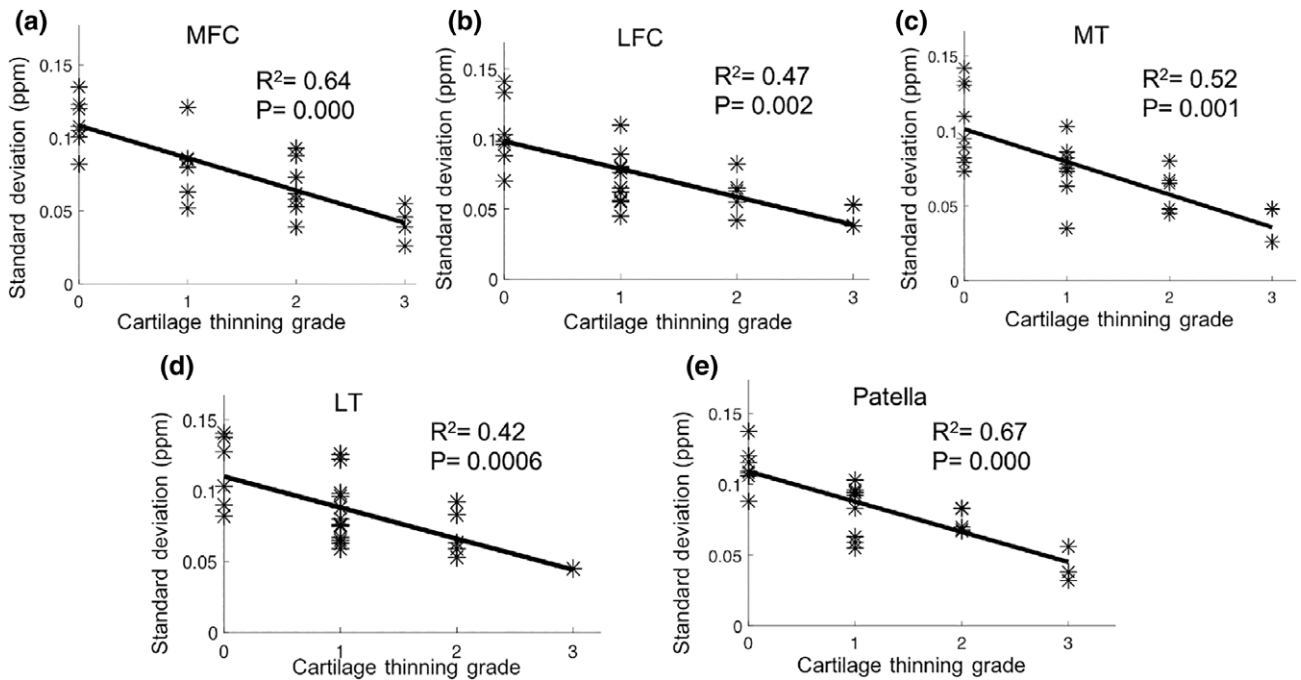 (a)
MFC
R²= 0.64
P= 0.000
Standard deviation (ppm)
0.15
0.1
0.05
0
0 1 2 3
Cartilage thinning grade
(b)
LFC
R²= 0.47
P= 0.002
Standard deviation (ppm)
0.15
0.1
0.05
0
0 1 2 3
Cartilage thinning grade
(c)
MT
R²= 0.52
P= 0.001
Standard deviation (ppm)
0.15
0.1
0.05
0
0 1 2 3
Cartilage thinning grade
(d)
LT
R²= 0.42
P= 0.0006
Standard deviation (ppm)
0.15
0.1
0.05
0
0 1 2 3
Cartilage thinning grade
(e)
Patella
R²= 0.67
P= 0.000
Standard deviation (ppm)
0.15
0.1
0.05
0
0 1 2 3
Cartilage thinning grade